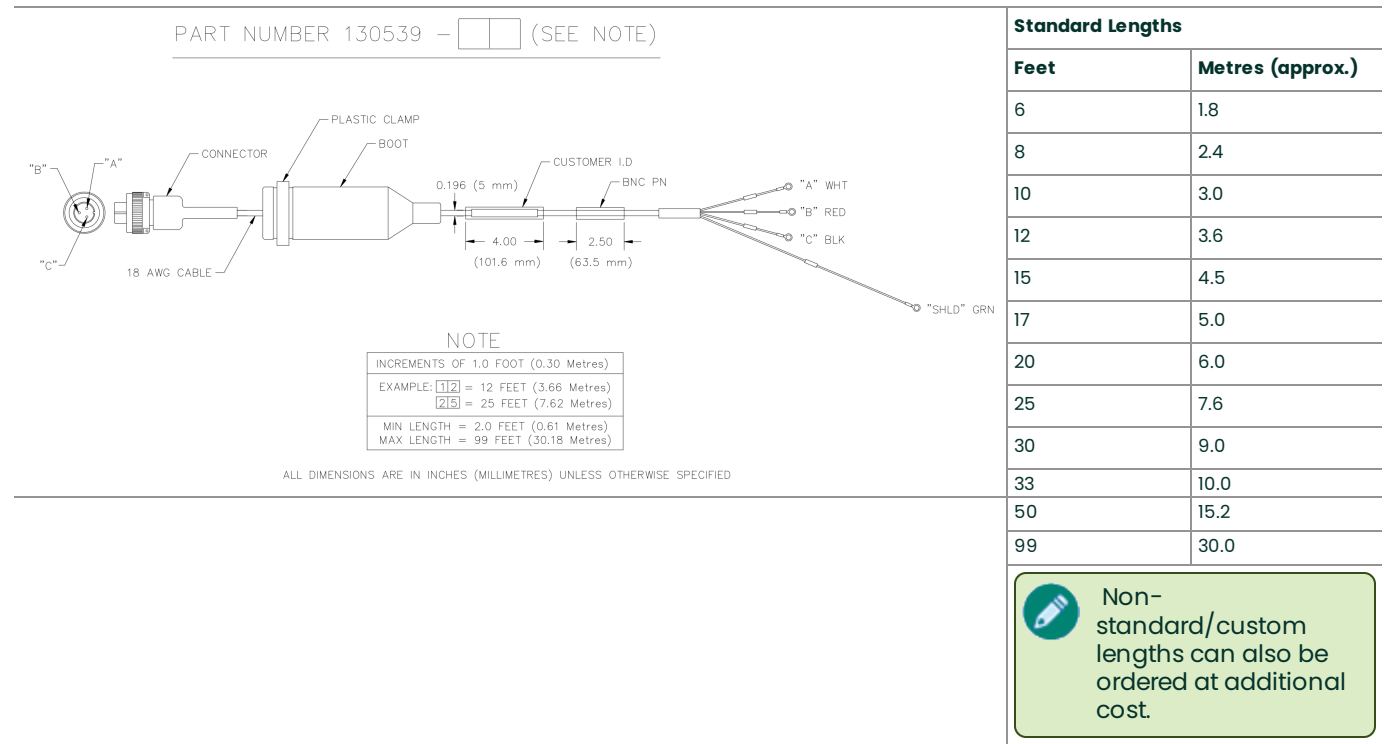 PART NUMBER 130539 - (SEE NOTE)
PLASTIC CLAMP
BOOT
CONNECTOR
CUSTOMER I.D
BNC PN
0.196 (5 mm)
"B"
"A"
"C"
18 AWG CABLE
4.00
(101.6 mm)
2.50
(63.5 mm)
"A" WHT
"B" RED
"C" BLK
"SHLD" GRN
NOTE
INCREMENTS OF 1.0 FOOT (0.30 Metres)
EXAMPLE: 12 = 12 FEET (3.66 Metres)
25 = 25 FEET (7.62 Metres)
MIN LENGTH = 2.0 FEET (0.61 Metres)
MAX LENGTH = 99 FEET (30.18 Metres)
ALL DIMENSIONS ARE IN INCHES (MILLIMETRES) UNLESS OTHERWISE SPECIFIED
Standard Lengths
Feet Metres (approx.)
6 1.8
8 2.4
10 3.0
12 3.6
15 4.5
17 5.0
20 6.0
25 7.6
30 9.0
33 10.0
50 15.2
99 30.0
Non-
standard/custom
lengths can also be
ordered at additional
cost.